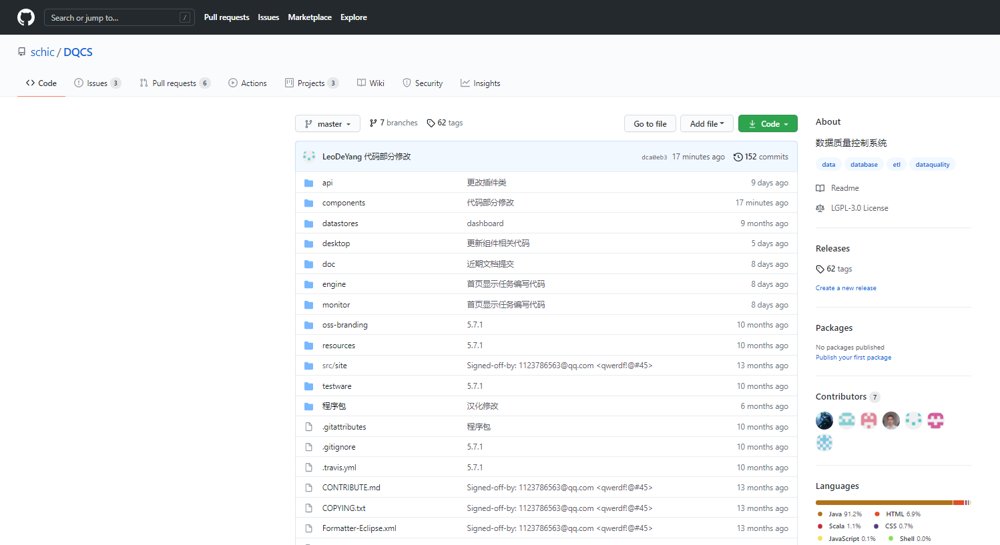 Search or jump to... / Pull requests Issues Marketplace Explore
schic / DQCS
Code Issues 3 Pull requests 6 Actions Projects 3 Wiki Security Insights
master 7 branches 62 tags Go to file Add file Code
LeoDeYang 代码部分修改 dca0eb3 17 minutes ago 152 commits
api 更改插件类 9 days ago
components 代码部分修改 17 minutes ago
datastores dashboard 9 months ago
desktop 更新组件相关代码 5 days ago
doc 近期文档提交 8 days ago
engine 首页显示任务编写代码 8 days ago
monitor 首页显示任务编写代码 8 days ago
oss-branding 5.7.1 10 months ago
resources 5.7.1 10 months ago
src/site Signed-off-by: 1123786563@qq.com <qwerdf!@#45> 13 months ago
testware 5.7.1 10 months ago
程序包 汉化修改 6 months ago
.gitattributes 程序包 10 months ago
.gitignore 5.7.1 10 months ago
.travis.yml 5.7.1 10 months ago
CONTRIBUTE.md Signed-off-by: 1123786563@qq.com <qwerdf!@#45> 13 months ago
COPYING.txt Signed-off-by: 1123786563@qq.com <qwerdf!@#45> 13 months ago
Formatter-Eclipse.xml Signed-off-by: 1123786563@qq.com <qwerdf!@#45> 13 months ago
About
数据质量控制系统
data database etl dataquality
Readme
LGPL-3.0 License
Releases
62 tags
Create a new release
Packages
No packages published
Publish your first package
Contributors 7
Languages
Java 91.2% HTML 6.9%
Scala 1.1% CSS 0.7%
JavaScript 0.1% Shell 0.0%